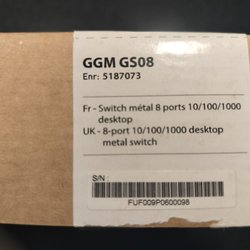 GGM GS08
Enr: 5187073
Fr - Switch métal 8 ports 10/100/1000
desktop
UK - 8-port 10/100/1000 desktop
metal switch
S/N :
FUF009P0600098